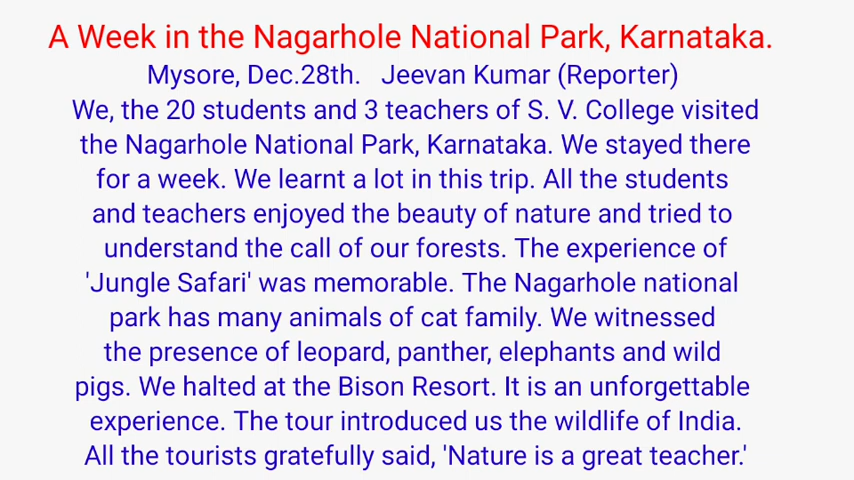 A Week in the Nagarhole National Park, Karnataka.
Mysore, Dec.28th. Jeevan Kumar (Reporter)
We, the 20 students and 3 teachers of S. V. College visited
the Nagarhole National Park, Karnataka. We stayed there
for a week. We learnt a lot in this trip. All the students
and teachers enjoyed the beauty of nature and tried to
understand the call of our forests. The experience of
'Jungle Safari' was memorable. The Nagarhole national
park has many animals of cat family. We witnessed
the presence of leopard, panther, elephants and wild
pigs. We halted at the Bison Resort. It is an unforgettable
experience. The tour introduced us the wildlife of India.
All the tourists gratefully said, 'Nature is a great teacher.'